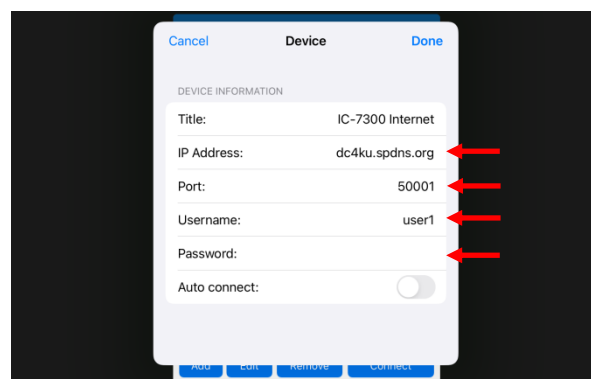 Cancel Device Done
DEVICE INFORMATION
Title: IC-7300 Internet
IP Address: dc4ku.spdns.org
Port: 50001
Username: user1
Password:
Auto connect:
Add Edit Remove Connect